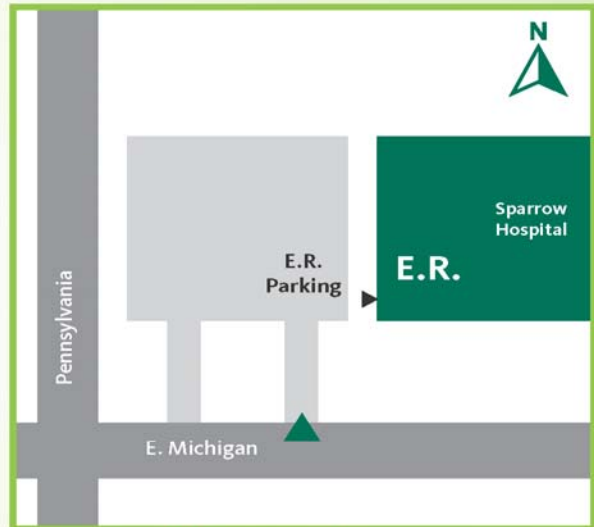 N
Sparrow
Hospital
E.R.
E.R.
Parking
Pennsylvania
E. Michigan